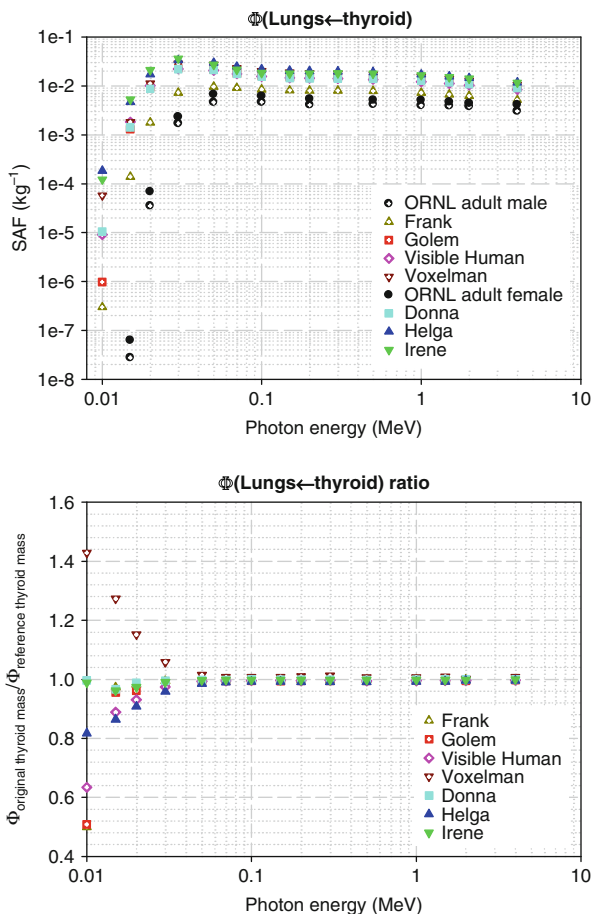 Φ(Lungs←thyroid)
1e-1
1e-2
1e-3
1e-4
1e-5
1e-6
1e-7
1e-8
SAF (kg⁻¹)
ORNL adult male
Frank
Golem
Visible Human
Voxelman
ORNL adult female
Donna
Helga
Irene
0.01
0.1
1
10
Photon energy (MeV)
Φ(Lungs←thyroid) ratio
1.6
1.4
1.2
1.0
0.8
0.6
0.4
Φoriginal thyroid mass/Φreference thyroid mass
Frank
Golem
Visible Human
Voxelman
Donna
Helga
Irene
0.01
0.1
1
10
Photon energy (MeV)